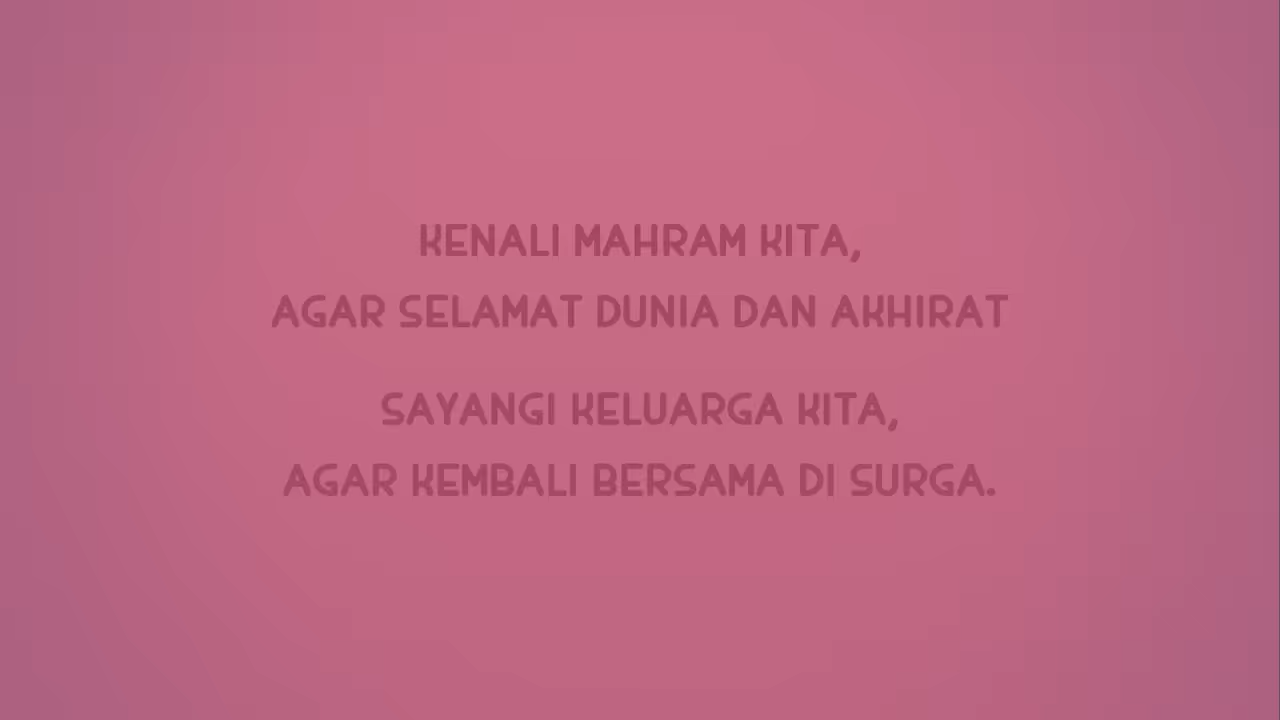 KENALI MAHRAM KITA,
AGAR SELAMAT DUNIA DAN AKHIRAT
SAYANGI KELUARGA KITA,
AGAR KEMBALI BERSAMA DI SURGA.